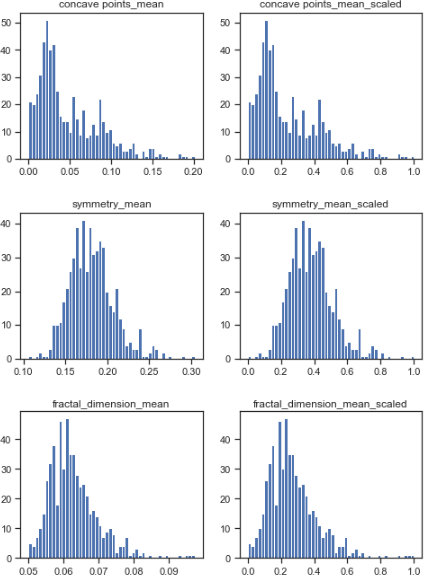 concave points_mean
concave points_mean_scaled
50
40
30
20
10
0
0.00 0.05 0.10 0.15 0.20
50
40
30
20
10
0
0.0 0.2 0.4 0.6 0.8 1.0
symmetry_mean
symmetry_mean_scaled
40
30
20
10
0
0.10 0.15 0.20 0.25 0.30
40
30
20
10
0
0.0 0.2 0.4 0.6 0.8 1.0
fractal_dimension_mean
fractal_dimension_mean_scaled
40
30
20
10
0
0.05 0.06 0.07 0.08 0.09
40
30
20
10
0
0.0 0.2 0.4 0.6 0.8 1.0